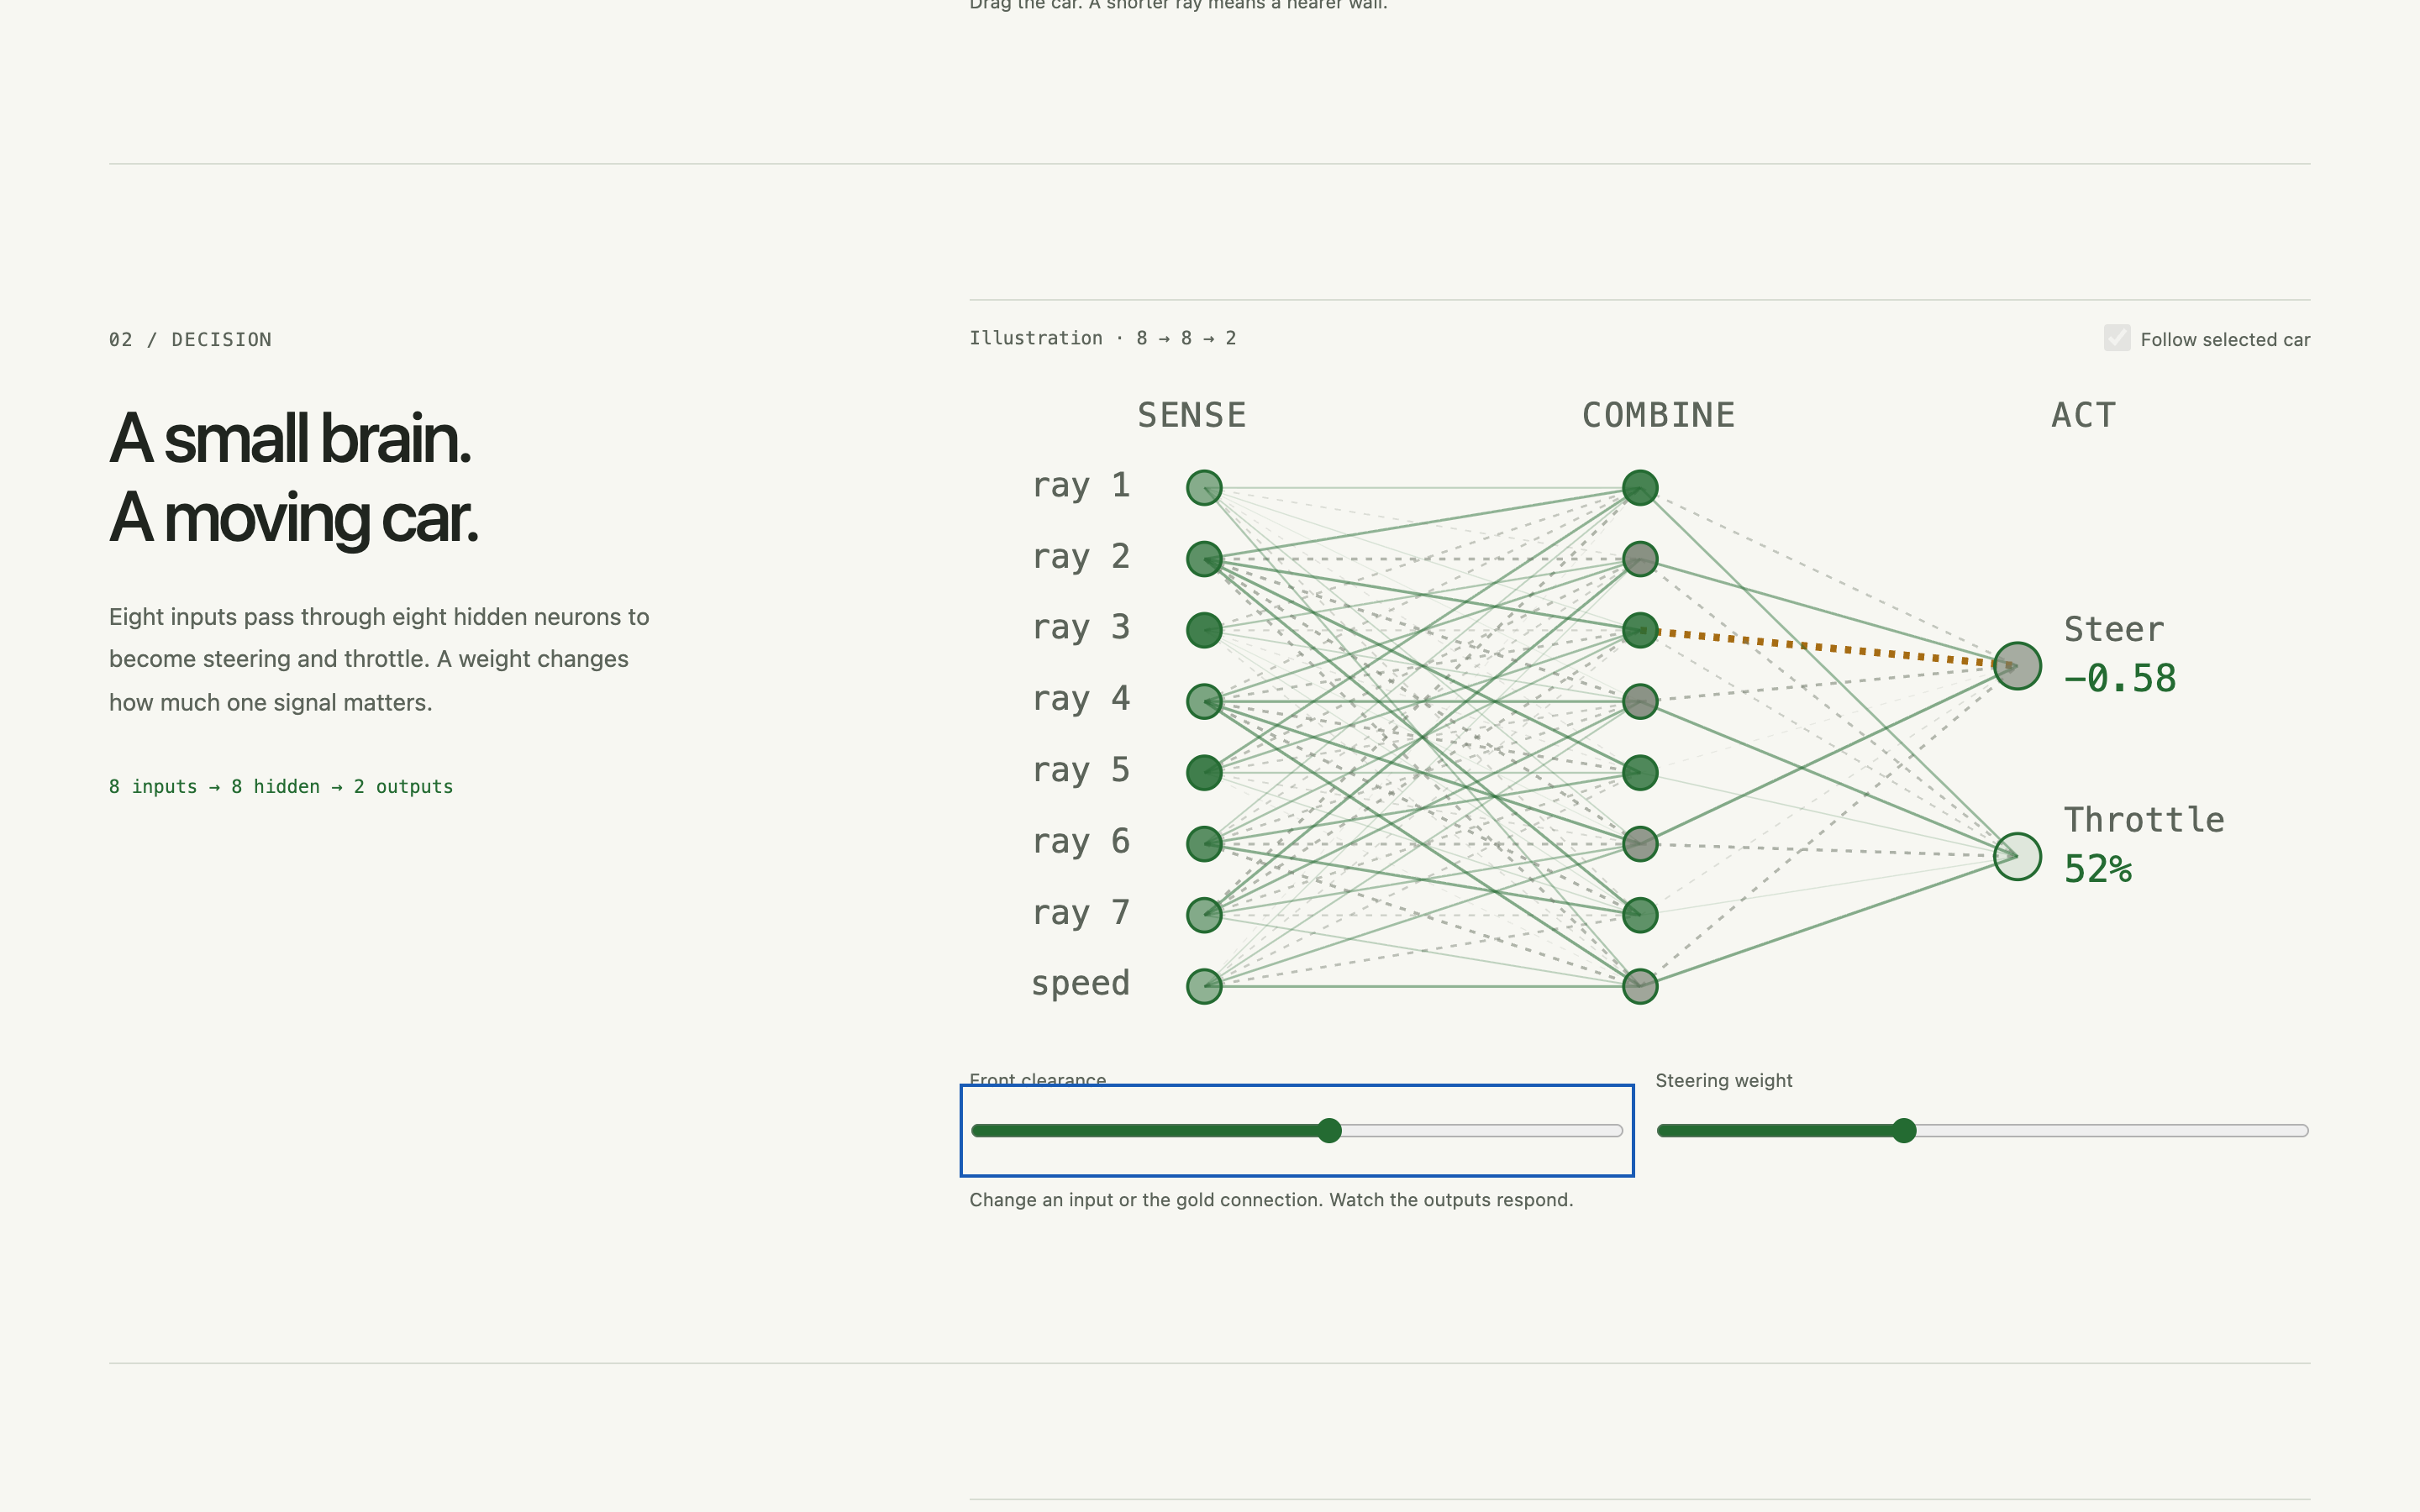 Drag the car. A shorter ray means a nearer wall.
02 / DECISION
A small brain.
A moving car.
Eight inputs pass through eight hidden neurons to
become steering and throttle. A weight changes
how much one signal matters.
8 inputs → 8 hidden → 2 outputs
Illustration · 8 → 8 → 2
Follow selected car
SENSE COMBINE ACT
ray 1
ray 2
ray 3
ray 4
ray 5
ray 6
ray 7
speed
Steer
−0.58
Throttle
52%
Front clearance
Steering weight
Change an input or the gold connection. Watch the outputs respond.